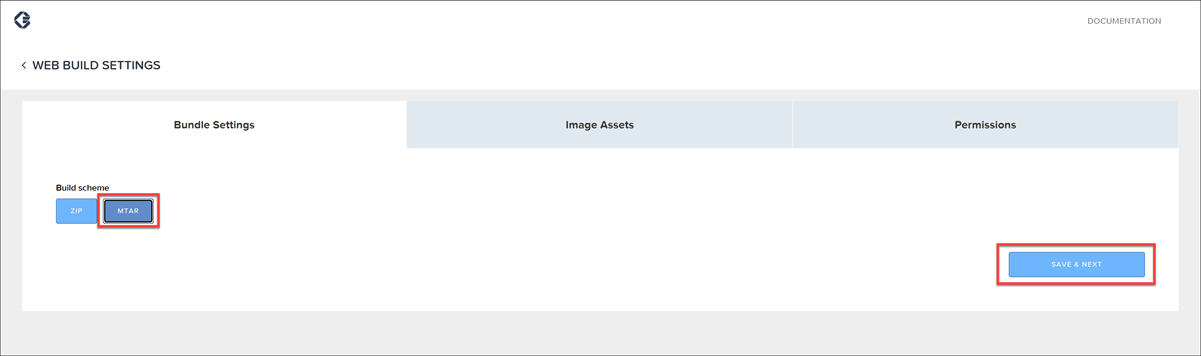 DOCUMENTATION
WEB BUILD SETTINGS
Bundle Settings
Image Assets
Permissions
Build scheme
ZIP
MTAR
SAVE & NEXT